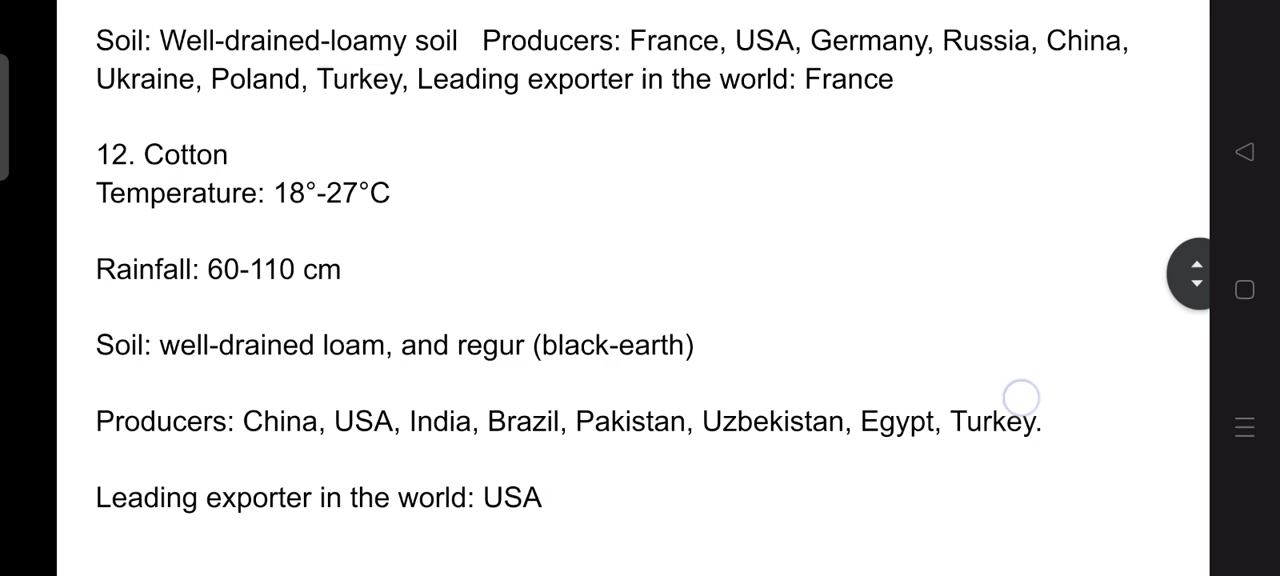 Soil: Well-drained-loamy soil   Producers: France, USA, Germany, Russia, China,
Ukraine, Poland, Turkey, Leading exporter in the world: France
12. Cotton
Temperature: 18°-27°C
Rainfall: 60-110 cm
Soil: well-drained loam, and regur (black-earth)
Producers: China, USA, India, Brazil, Pakistan, Uzbekistan, Egypt, Turkey.
Leading exporter in the world: USA